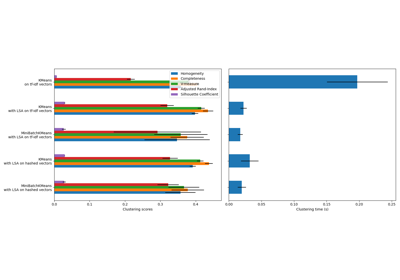 KMeans
on tf-idf vectors
KMeans
with LSA on tf-idf vectors
MiniBatchKMeans
with LSA on tf-idf vectors
KMeans
with LSA on hashed vectors
MiniBatchKMeans
with LSA on hashed vectors
Homogeneity
Completeness
V-measure
Adjusted Rand-Index
Silhouette Coefficient
0.0 0.1 0.2 0.3 0.4
Clustering scores
0.00 0.05 0.10 0.15 0.20 0.25
Clustering time (s)